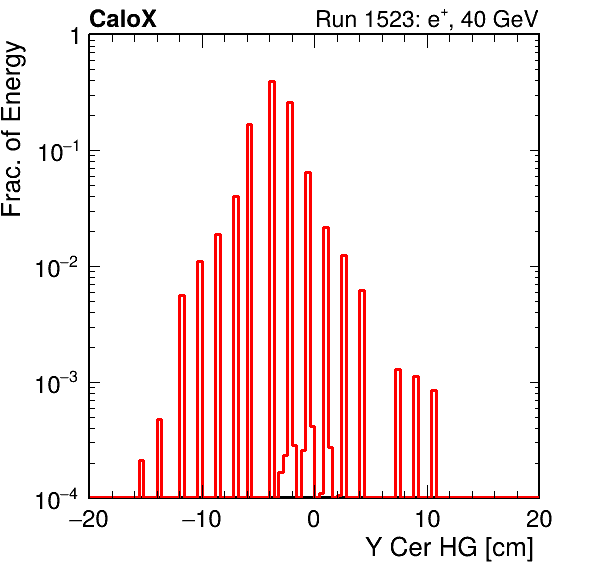 CaloX Run 1523: e⁺, 40 GeV
Frac. of Energy
1
10⁻¹
10⁻²
10⁻³
10⁻⁴
−20 −10 0 10 20
Y Cer HG [cm]